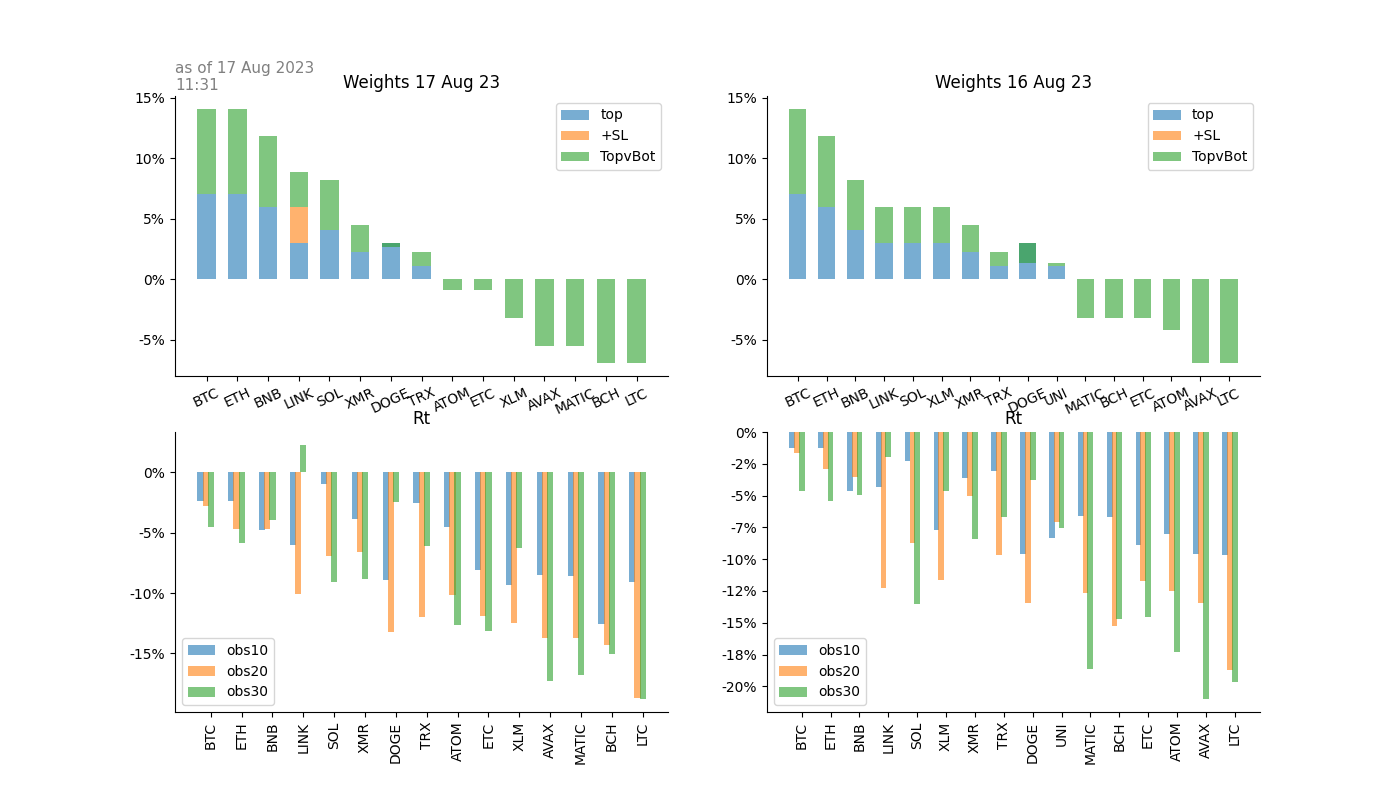 as of 17 Aug 2023
11:31
Weights 17 Aug 23
15%
10%
5%
0%
-5%
top
+SL
TopvBot
BTC ETH BNB LINK SOL XMR DOGE TRX ATOM ETC XLM AVAX MATIC BCH LTC
Weights 16 Aug 23
15%
10%
5%
0%
-5%
top
+SL
TopvBot
BTC ETH BNB LINK SOL XLM XMR TRX DOGE UNI MATIC BCH ETC ATOM AVAX LTC
Rt
0%
-5%
-10%
-15%
obs10
obs20
obs30
BTC ETH BNB LINK SOL XMR DOGE TRX ATOM ETC XLM AVAX MATIC BCH LTC
Rt
0%
-2%
-5%
-7%
-10%
-12%
-15%
-18%
-20%
obs10
obs20
obs30
BTC ETH BNB LINK SOL XLM XMR TRX DOGE UNI MATIC BCH ETC ATOM AVAX LTC